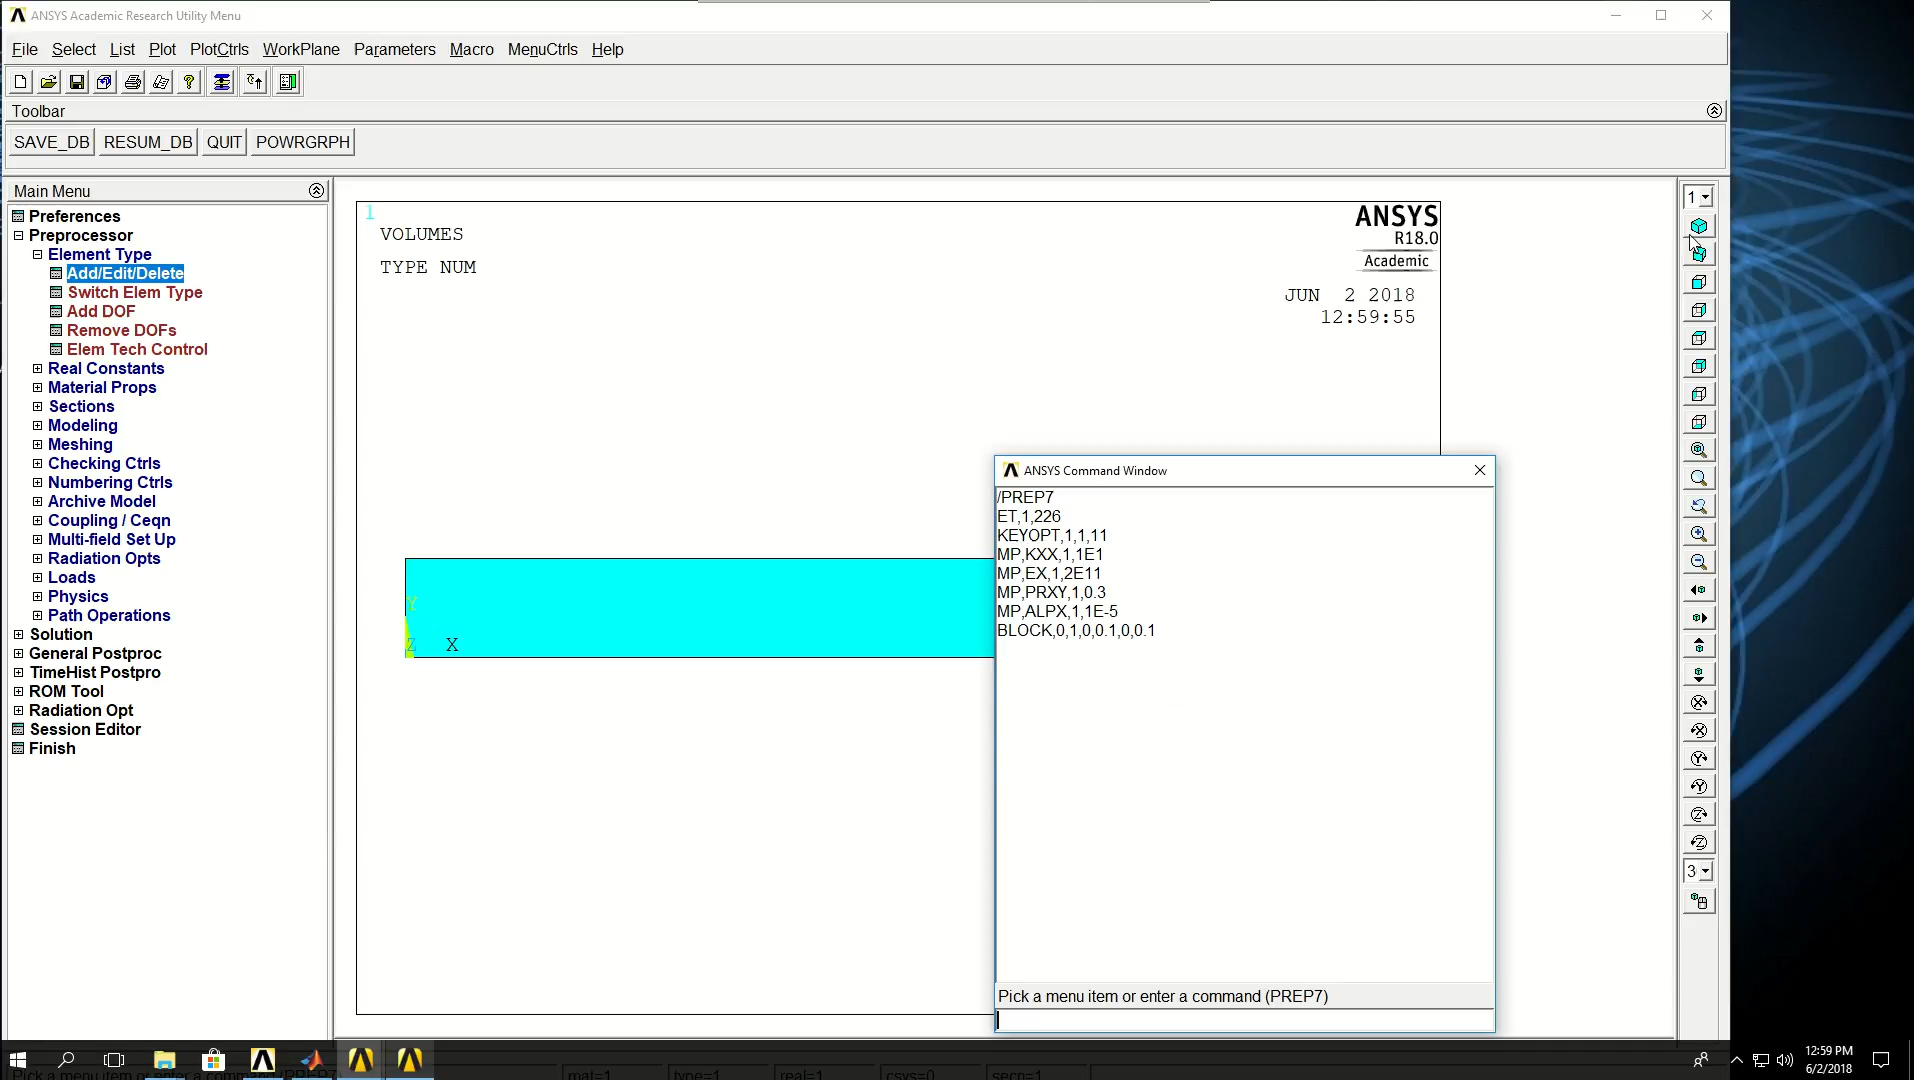 ANSYS Academic Research Utility Menu
File Select List Plot PlotCtrls WorkPlane Parameters Macro MenuCtrls Help
Toolbar
SAVE_DB RESUM_DB QUIT POWRGRPH
Main Menu
Preferences
Preprocessor
Element Type
Add/Edit/Delete
Switch Elem Type
Add DOF
Remove DOFs
Elem Tech Control
Real Constants
Material Props
Sections
Modeling
Meshing
Checking Ctrls
Numbering Ctrls
Archive Model
Coupling / Ceqn
Multi-field Set Up
Radiation Opts
Loads
Physics
Path Operations
Solution
General Postproc
TimeHist Postpro
ROM Tool
Radiation Opt
Session Editor
Finish
1
VOLUMES
TYPE NUM
ANSYS
R18.0
Academic
JUN 2 2018
12:59:55
Y
Z X
ANSYS Command Window
/PREP7
ET,1,226
KEYOPT,1,1,11
MP,KXX,1,1E1
MP,EX,1,2E11
MP,PRXY,1,0.3
MP,ALPX,1,1E-5
BLOCK,0,1,0,0.1,0,0.1
Pick a menu item or enter a command (PREP7)
1
3
Pick a menu item or enter a command (PREP7) mat=1 type=1 real=1 csys=0 secn=1
12:59 PM
6/2/2018